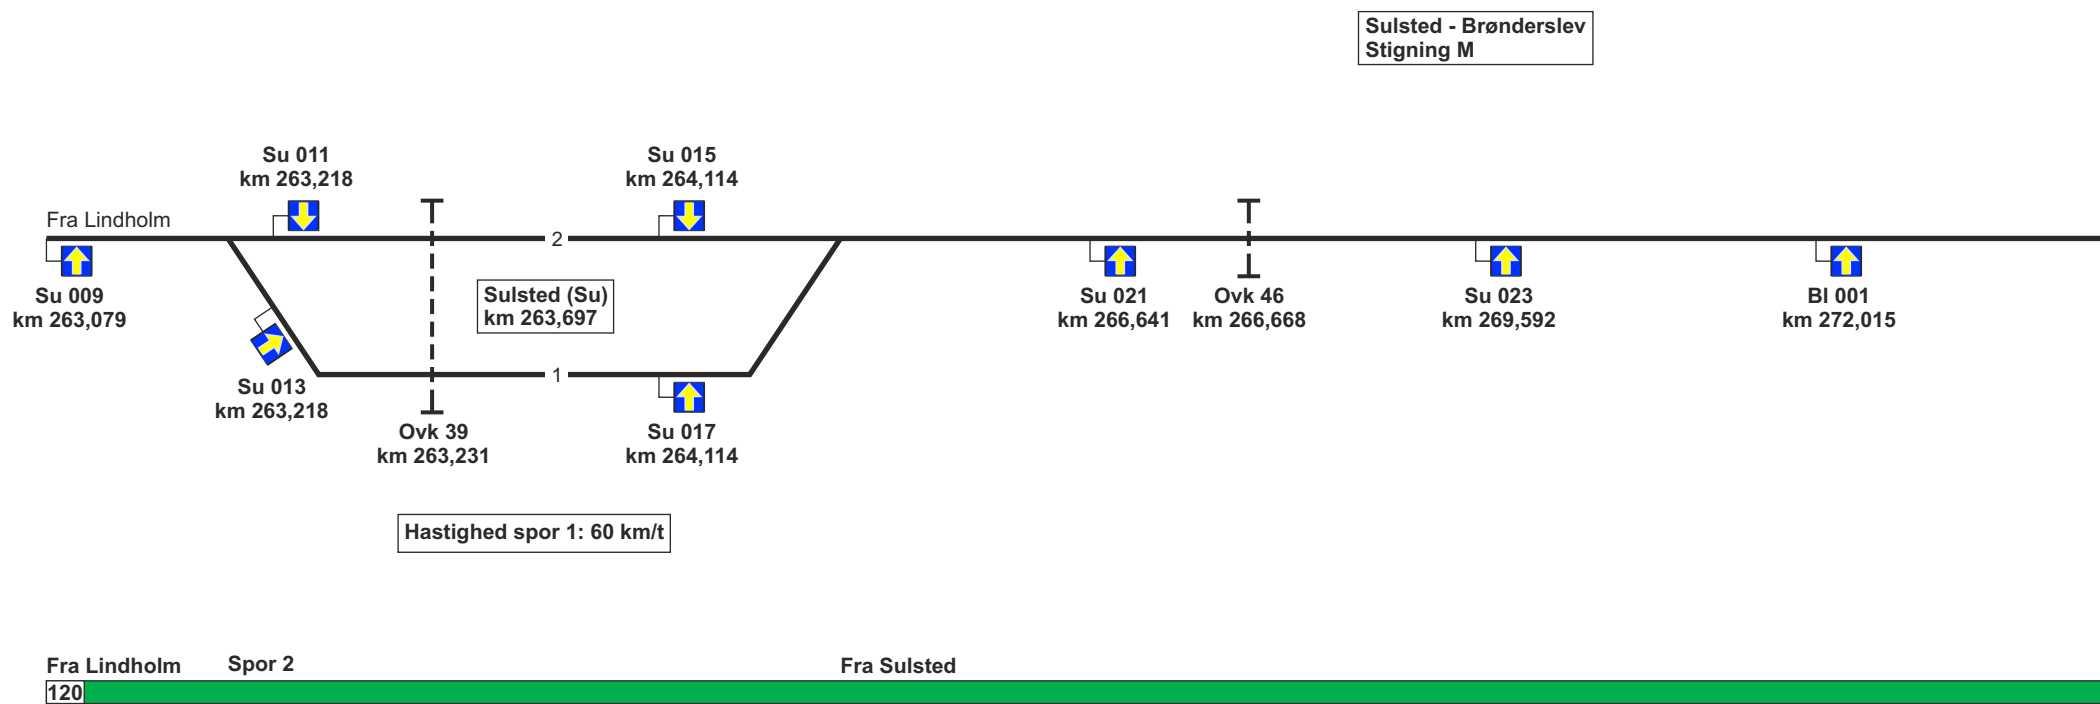 Sulsted - Brønderslev
Stigning M
Su 011
km 263,218
Su 015
km 264,114
Fra Lindholm
2
Su 009
km 263,079
Sulsted (Su)
km 263,697
Su 021
km 266,641
Ovk 46
km 266,668
Su 023
km 269,592
Bl 001
km 272,015
1
Su 013
km 263,218
Ovk 39
km 263,231
Su 017
km 264,114
Hastighed spor 1: 60 km/t
Fra Lindholm
Spor 2
Fra Sulsted
120